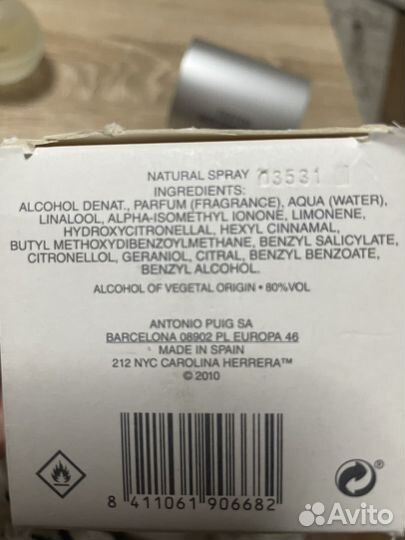 NATURAL SPRAY 13531
INGREDIENTS:
ALCOHOL DENAT., PARFUM (FRAGRANCE), AQUA (WATER),
LINALOOL, ALPHA-ISOMETHYL IONONE, LIMONENE,
HYDROXYCITRONELLAL, HEXYL CINNAMAL,
BUTYL METHOXYDIBENZOYLMETHANE, BENZYL SALICYLATE,
CITRONELLOL, GERANIOL, CITRAL, BENZYL BENZOATE,
BENZYL ALCOHOL.
ALCOHOL OF VEGETAL ORIGIN • 80%VOL
ANTONIO PUIG SA
BARCELONA 08902 PL EUROPA 46
MADE IN SPAIN
212 NYC CAROLINA HERRERA™
© 2010
8 411061 906682
Avito